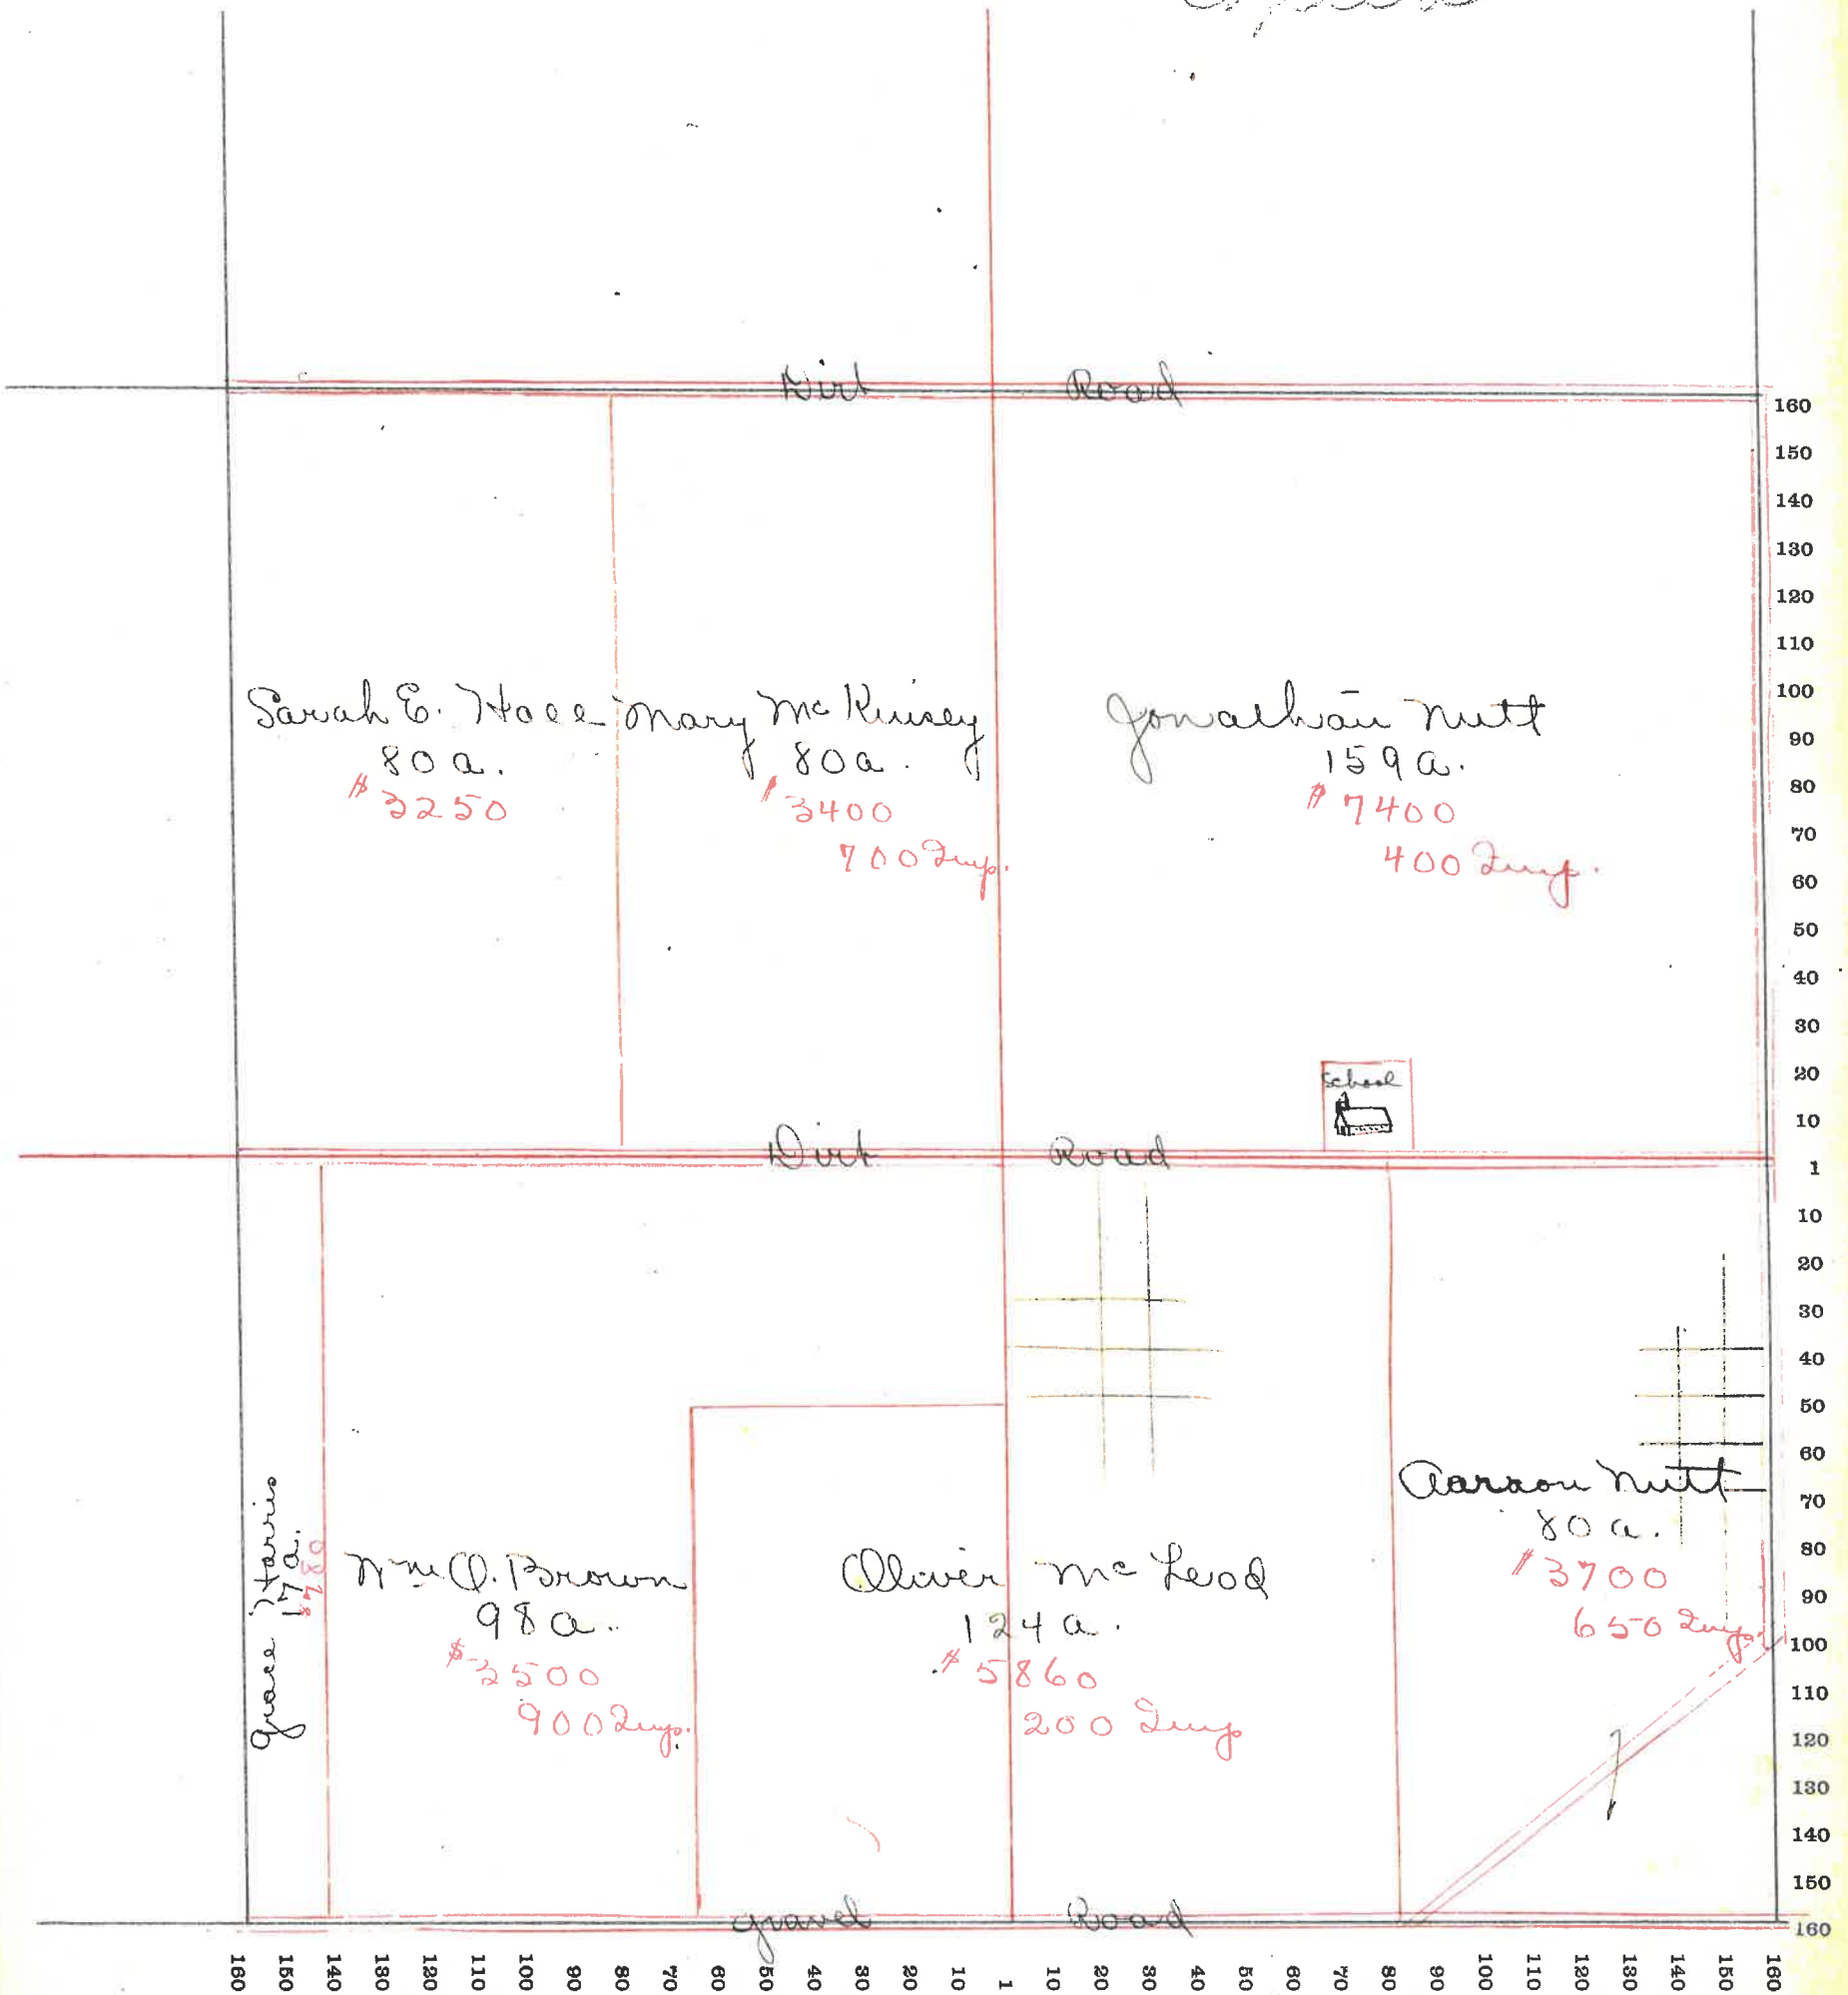 Dirt Road
Sarah E. Hall
80 a.
$3250
Mary McKinsey
80 a.
$3400
700 Imp.
Jonathan Nutt
159 a.
$7400
400 Imp.
School
Dirt Road
Grace Harris
17 a.
Wm O. Brown
98 a.
$3500
900 Imp.
Oliver McLeod
124 a.
$5860
200 Imp
Aaraon Nutt
80 a.
$3700
650 Imp.
Gravel Road
160
150
140
130
120
110
100
90
80
70
60
50
40
30
20
10
1
10
20
30
40
50
60
70
80
90
100
110
120
130
140
150
160
160 150 140 130 120 110 100 90 80 70 60 50 40 30 20 10 1 10 20 30 40 50 60 70 80 90 100 110 120 130 140 150 160